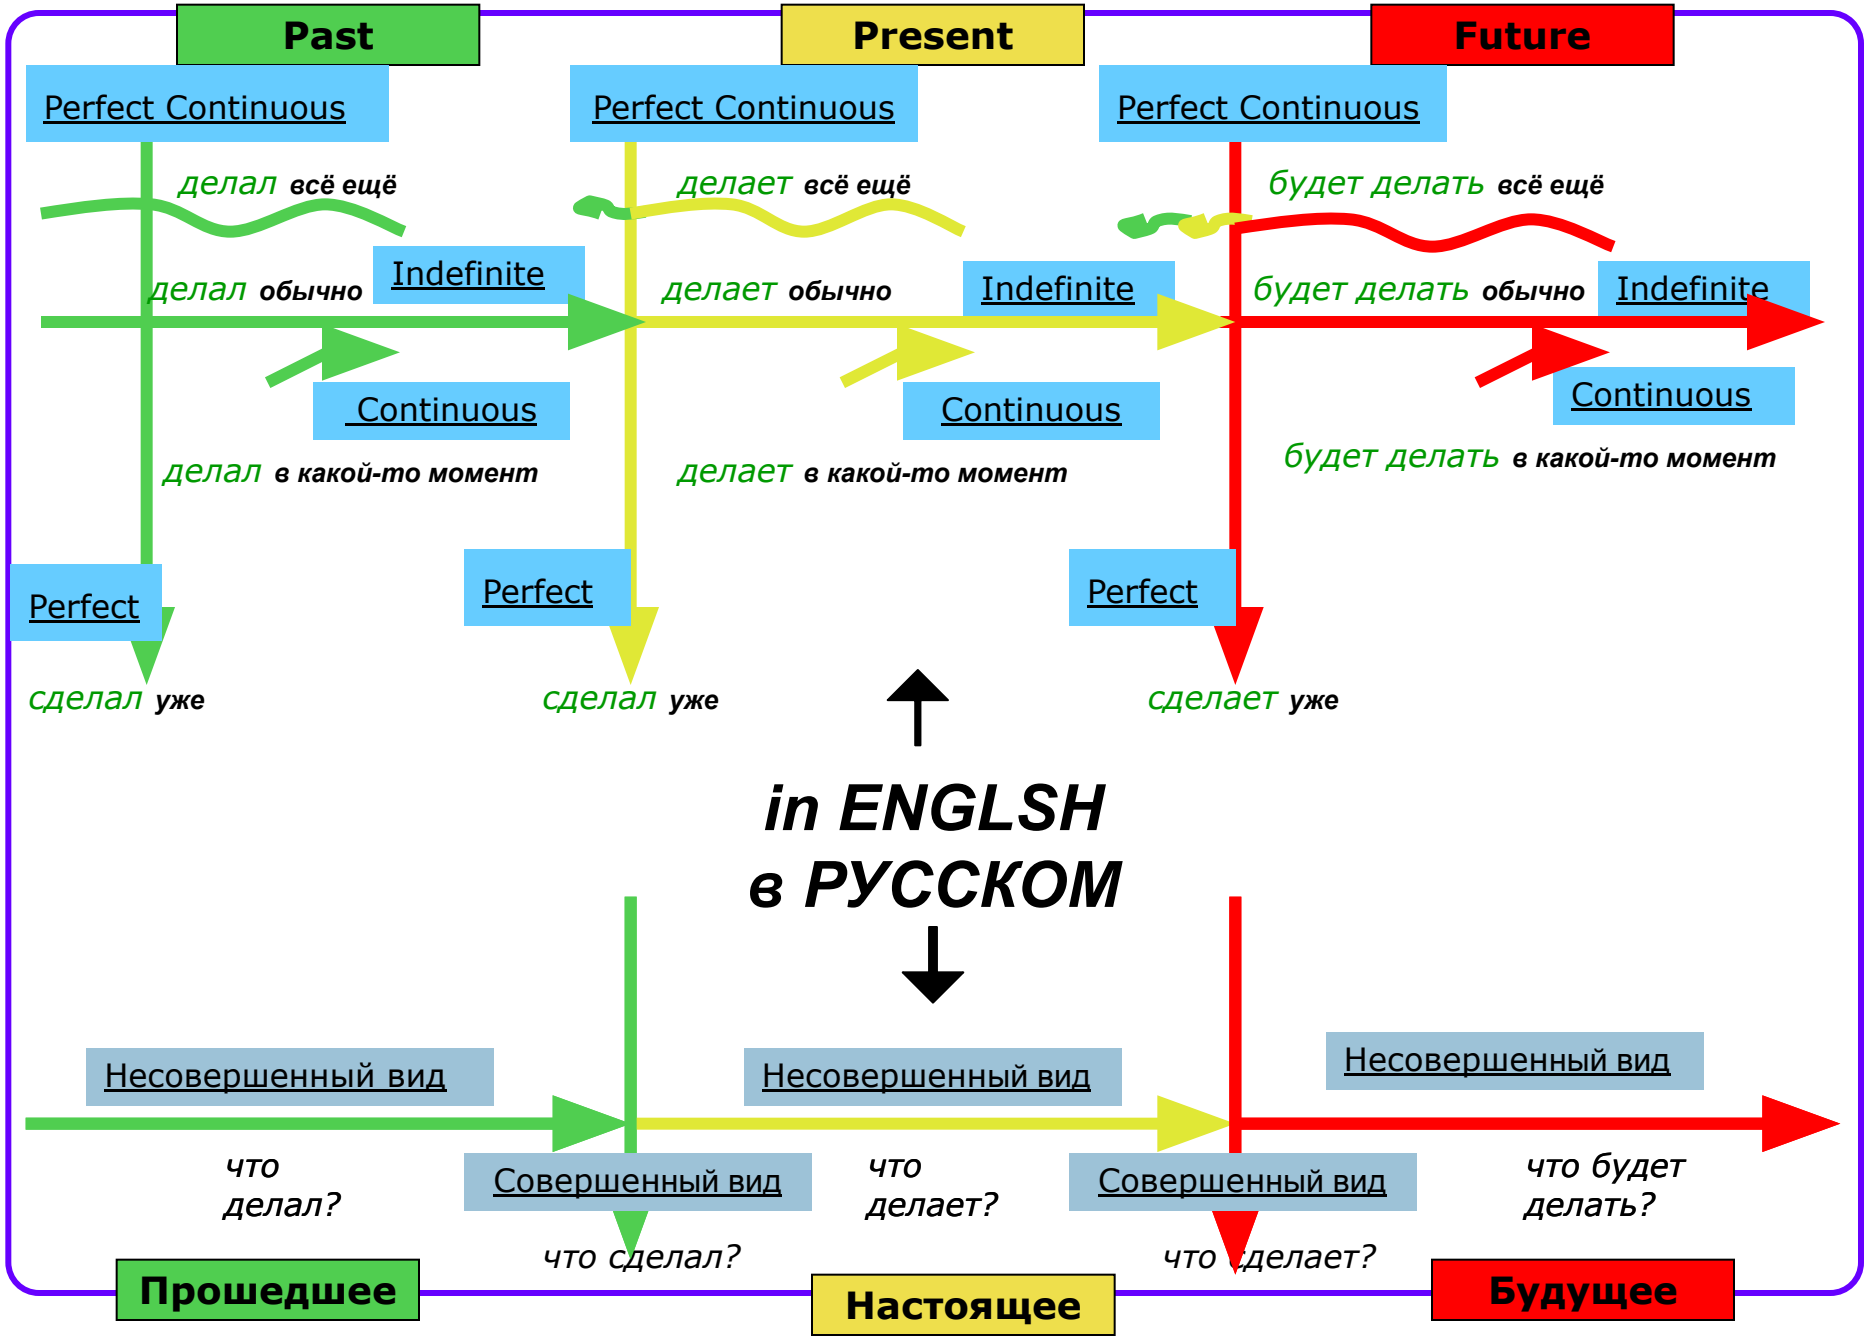 Past Present Future
Perfect Continuous Perfect Continuous Perfect Continuous
делал всё ещё делает всё ещё будет делать всё ещё
Indefinite Indefinite Indefinite
делал обычно делает обычно будет делать обычно
Continuous Continuous Continuous
делал в какой-то момент делает в какой-то момент будет делать в какой-то момент
Perfect Perfect Perfect
сделал уже сделал уже сделает уже
in ENGLSH
в РУССКОМ
Несовершенный вид Несовершенный вид Несовершенный вид
что что что будет
делал? делает? делать?
Совершенный вид Совершенный вид
что сделал? что сделает?
Прошедшее Настоящее Будущее